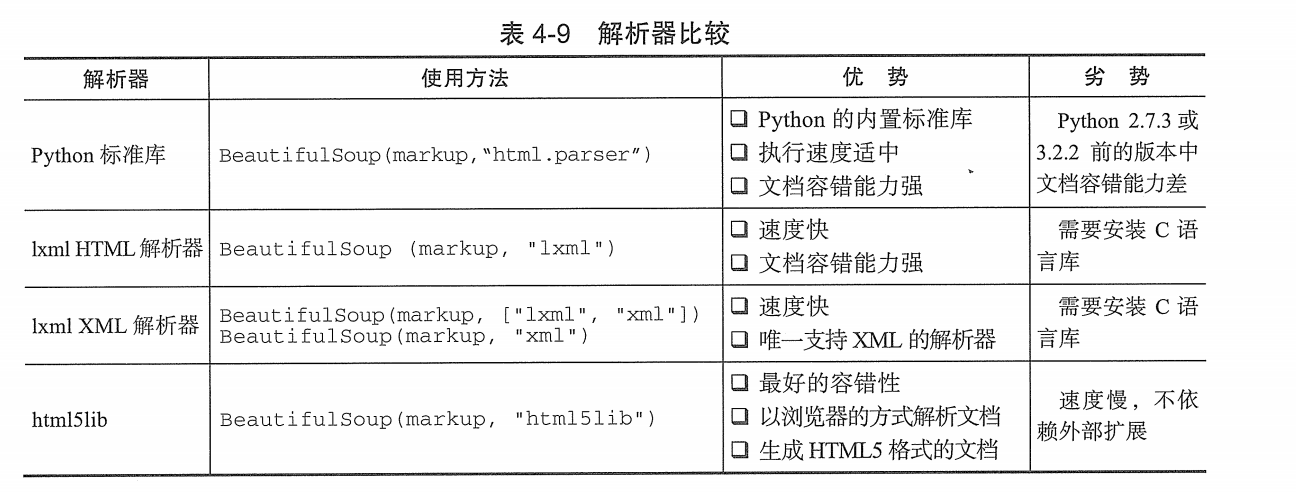 表 4-9 解析器比较
解析器 使用方法 优 势 劣 势
Python 标准库
BeautifulSoup(markup,“html.parser”)
❑ Python 的内置标准库
❑ 执行速度适中
❑ 文档容错能力强
Python 2.7.3 或
3.2.2 前的版本中
文档容错能力差
lxml HTML 解析器
BeautifulSoup (markup, "lxml")
❑ 速度快
❑ 文档容错能力强
需要安装 C 语
言库
lxml XML 解析器
BeautifulSoup(markup, ["lxml", "xml"])
BeautifulSoup(markup, "xml")
❑ 速度快
❑ 唯一支持 XML 的解析器
需要安装 C 语
言库
html5lib
BeautifulSoup(markup, "html5lib")
❑ 最好的容错性
❑ 以浏览器的方式解析文档
❑ 生成 HTML5 格式的文档
速度慢，不依
赖外部扩展